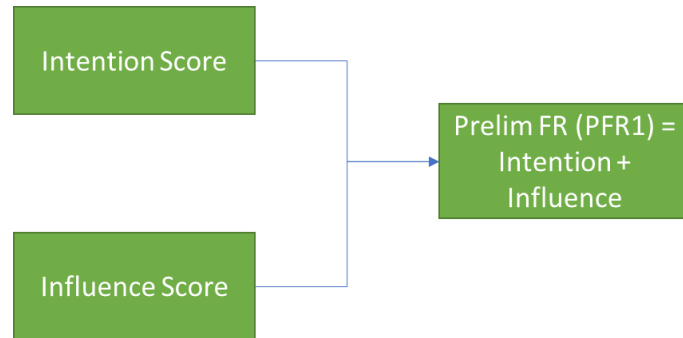 Intention Score
Prelim FR (PFR1) =
Intention +
Influence
Influence Score